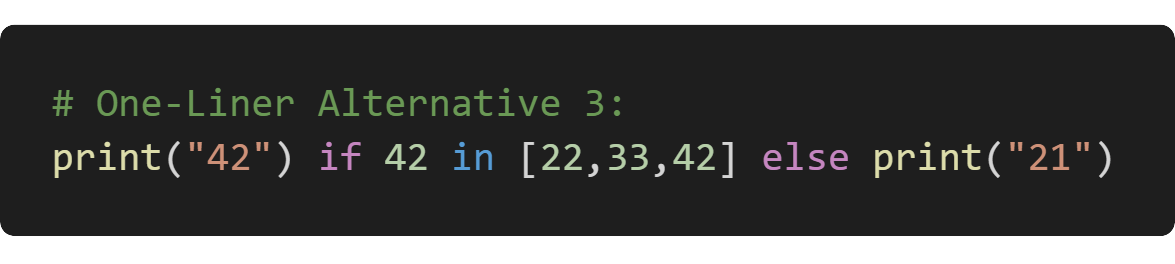 # One-Liner Alternative 3:
print("42") if 42 in [22,33,42] else print("21")